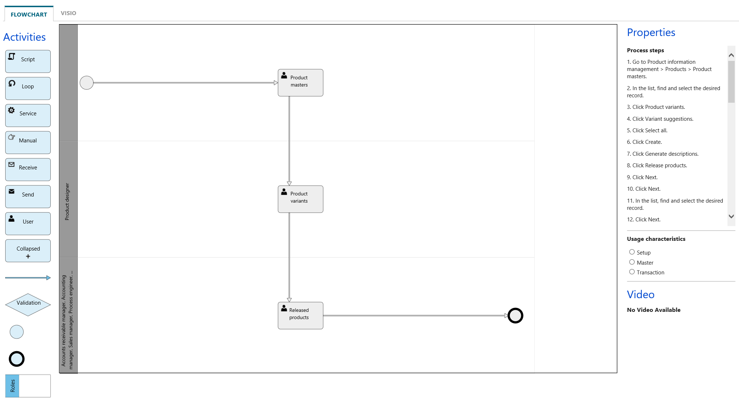 FLOWCHART
VISIO
Activities
Script
Loop
Service
Manual
Receive
Send
User
Collapsed
+
Validation
Roles
Product designer
Accounts receivable manager, Accounting
manager, Sales manager, Process engineer, ...
Product
masters
Product
variants
Released
products
Properties
Process steps
1. Go to Product information
management > Products > Product
masters.
2. In the list, find and select the desired
record.
3. Click Product variants.
4. Click Variant suggestions.
5. Click Select all.
6. Click Create.
7. Click Generate descriptions.
8. Click Release products.
9. Click Next.
10. Click Next.
11. In the list, find and select the desired
record.
12. Click Next.
Usage characteristics
Setup
Master
Transaction
Video
No Video Available